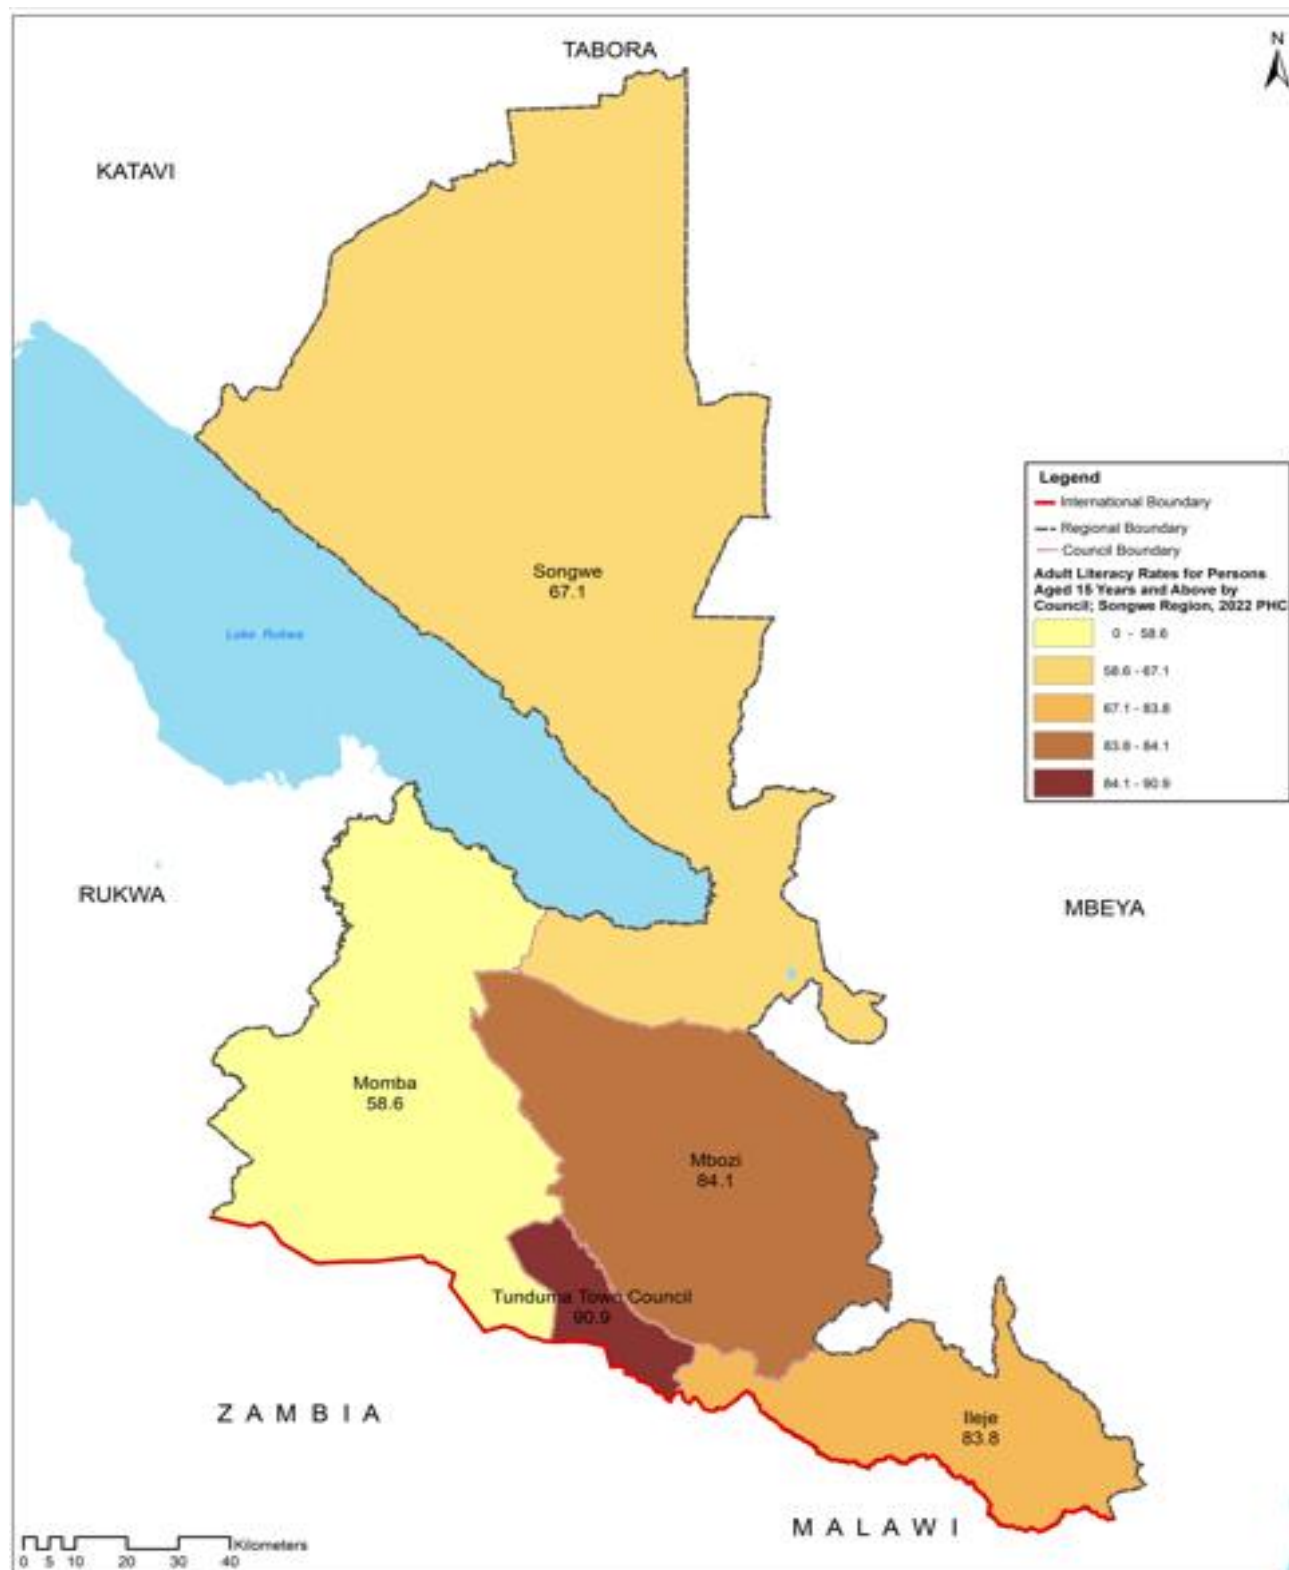 TABORA
N
KATAVI
Legend
International Boundary
Regional Boundary
Council Boundary
Adult Literacy Rates for Persons
Aged 15 Years and Above by
Council; Songwe Region, 2022 PHC
0 - 58.6
58.6 - 67.1
67.1 - 83.8
83.8 - 84.1
84.1 - 90.9
Songwe
67.1
Lake Rukwa
RUKWA
MBEYA
Momba
58.6
Mbozi
84.1
Tunduma Town Council
90.9
ZAMBIA
Ileje
83.8
MALAWI
Kilometers
0 5 10 20 30 40